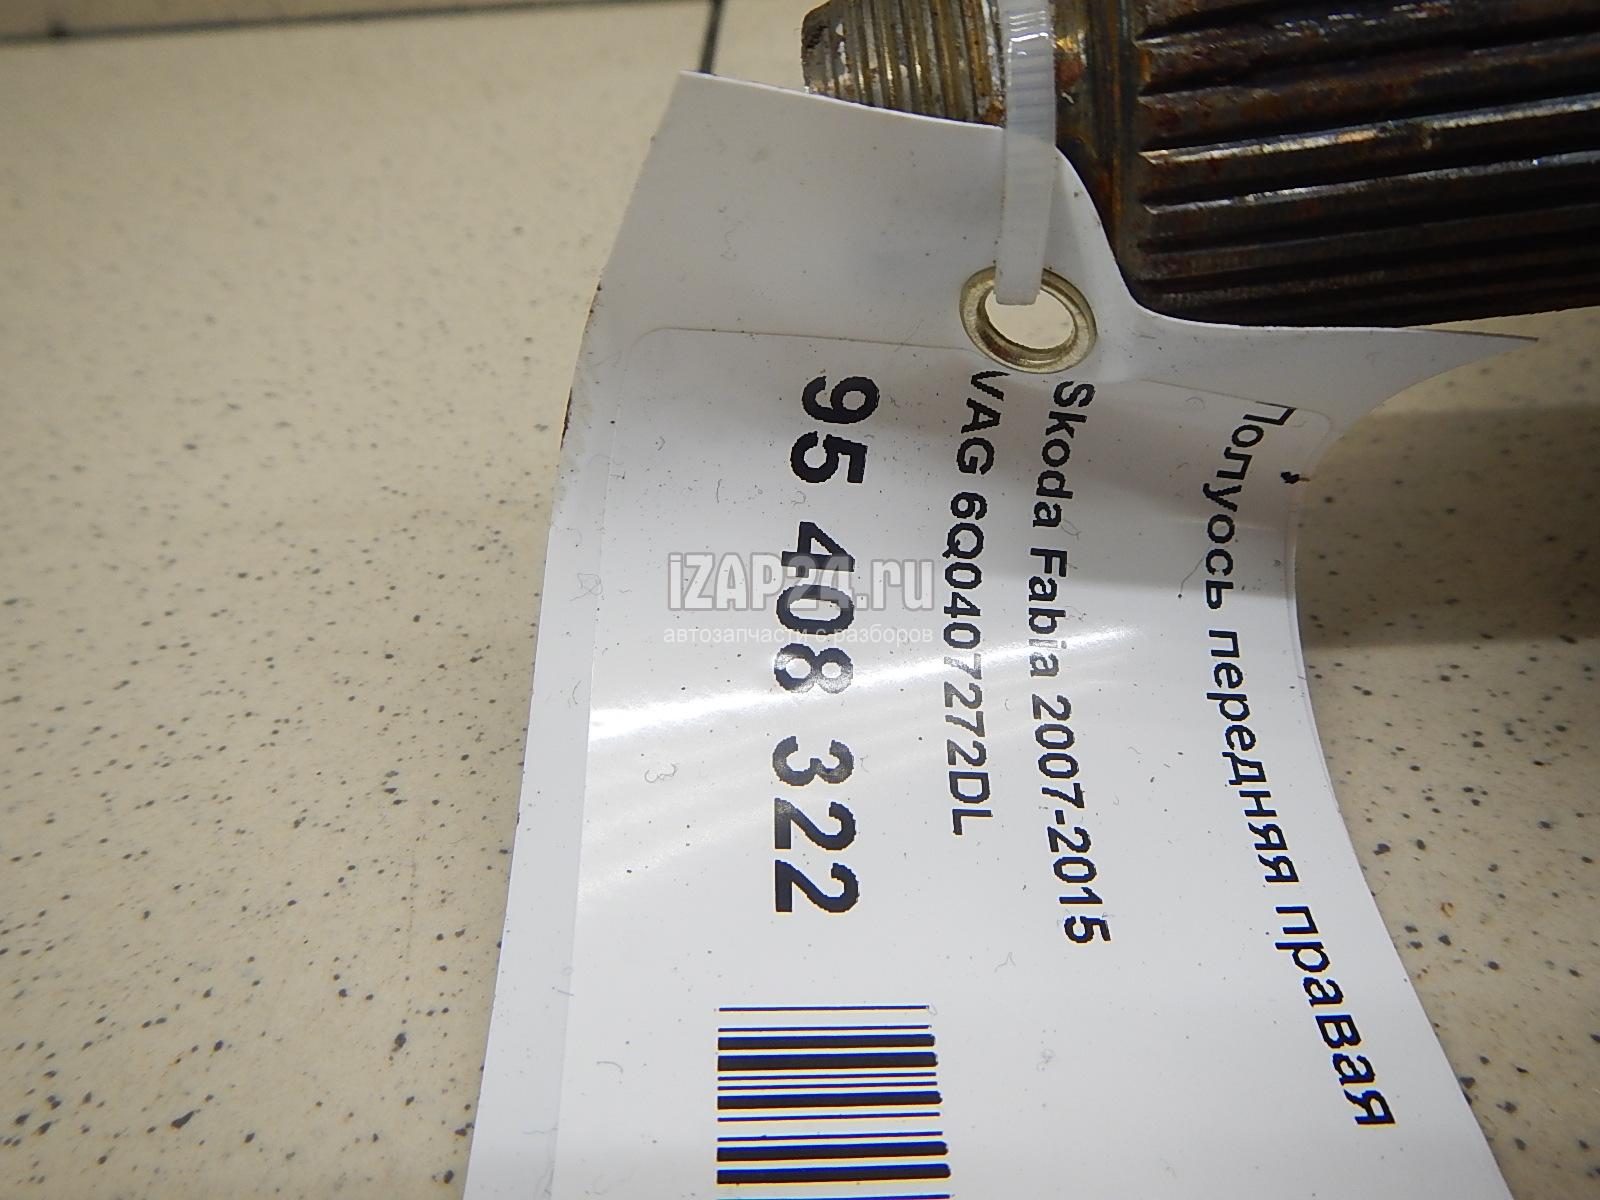 Полуось передняя правая
Skoda Fabia 2007-2015
VAG 6Q0407272DL
95 408 322
iZAP24.ru
автозапчасти с разборов